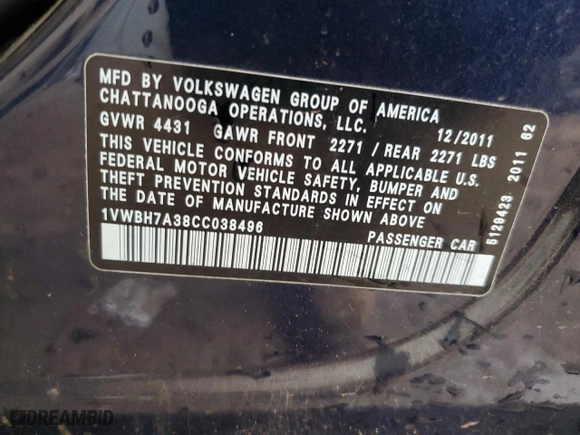 MFD BY VOLKSWAGEN GROUP OF AMERICA
CHATTANOOGA OPERATIONS, LLC. 12/2011
GVWR 4431 GAWR FRONT 2271 / REAR 2271 LBS
THIS VEHICLE CONFORMS TO ALL APPLICABLE U.S.
FEDERAL MOTOR VEHICLE SAFETY, BUMPER AND
THEFT PREVENTION STANDARDS IN EFFECT ON
THE DATE OF MANUFACTURE SHOWN ABOVE.
1VWBH7A38CC038496 PASSENGER CAR
5129423 2011 62
DREAMBID